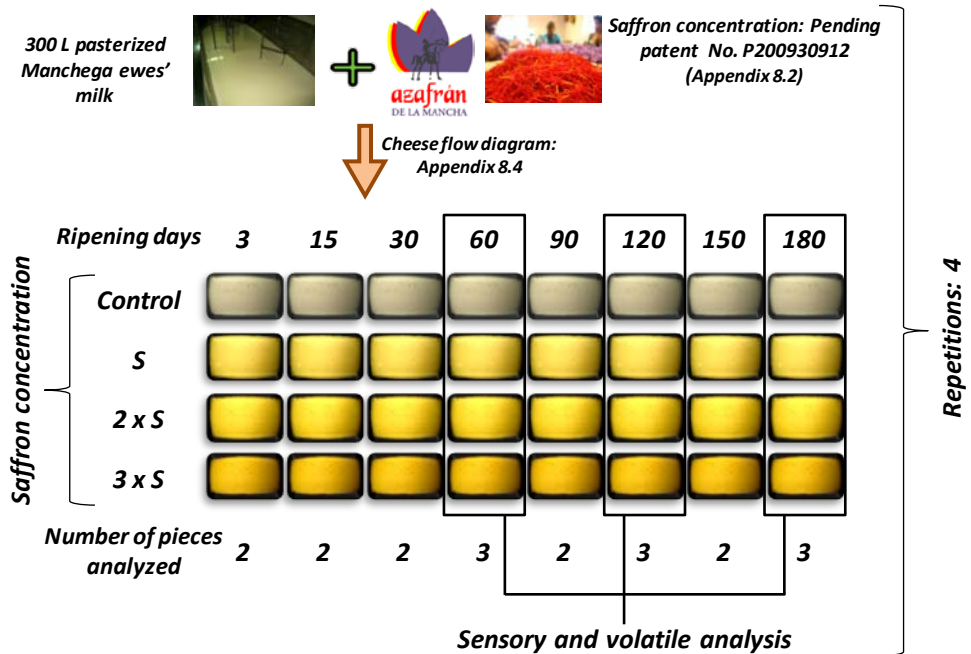 300 L pasterized
Manchega ewes'
milk
azafrán
DE LA MANCHA
Saffron concentration: Pending
patent No. P200930912
(Appendix 8.2)
Cheese flow diagram:
Appendix 8.4
Ripening days 3 15 30 60 90 120 150 180
Saffron concentration
Control
S
2 x S
3 x S
Number of pieces
analyzed
2 2 2 3 2 3 2 3
Sensory and volatile analysis
Repetitions: 4